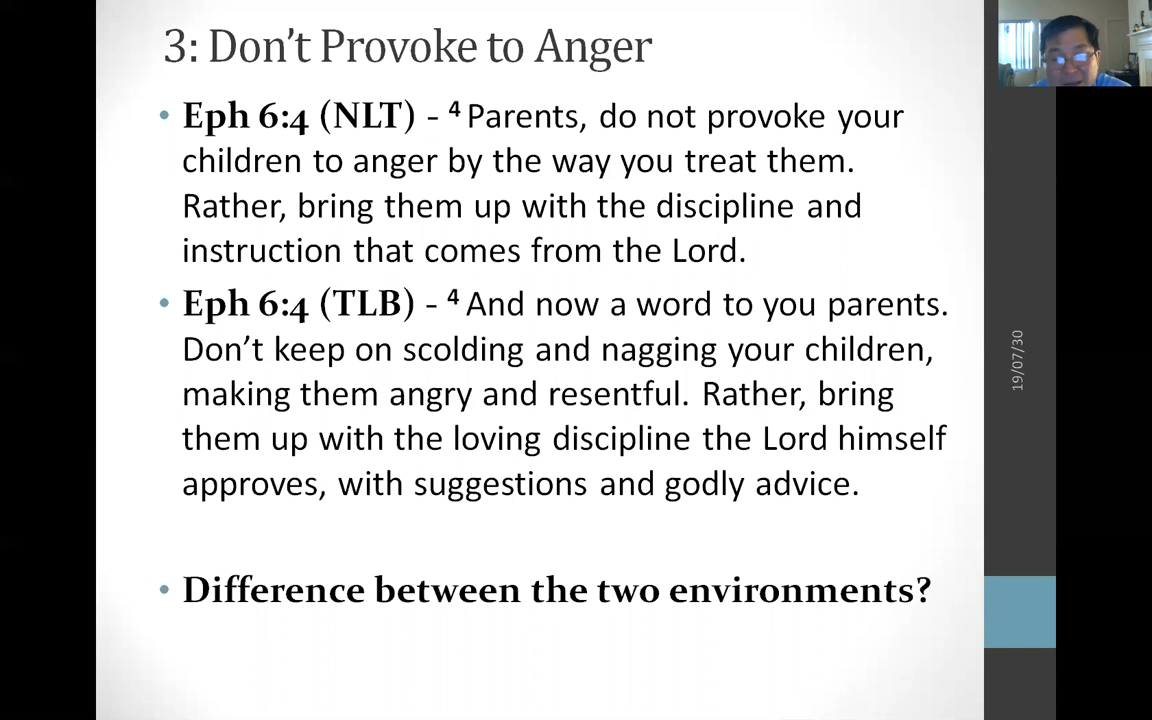 3: Don’t Provoke to Anger
• Eph 6:4 (NLT) - ⁴ Parents, do not provoke your
children to anger by the way you treat them.
Rather, bring them up with the discipline and
instruction that comes from the Lord.
• Eph 6:4 (TLB) - ⁴ And now a word to you parents.
Don’t keep on scolding and nagging your children,
making them angry and resentful. Rather, bring
them up with the loving discipline the Lord himself
approves, with suggestions and godly advice.
• Difference between the two environments?
19/07/30